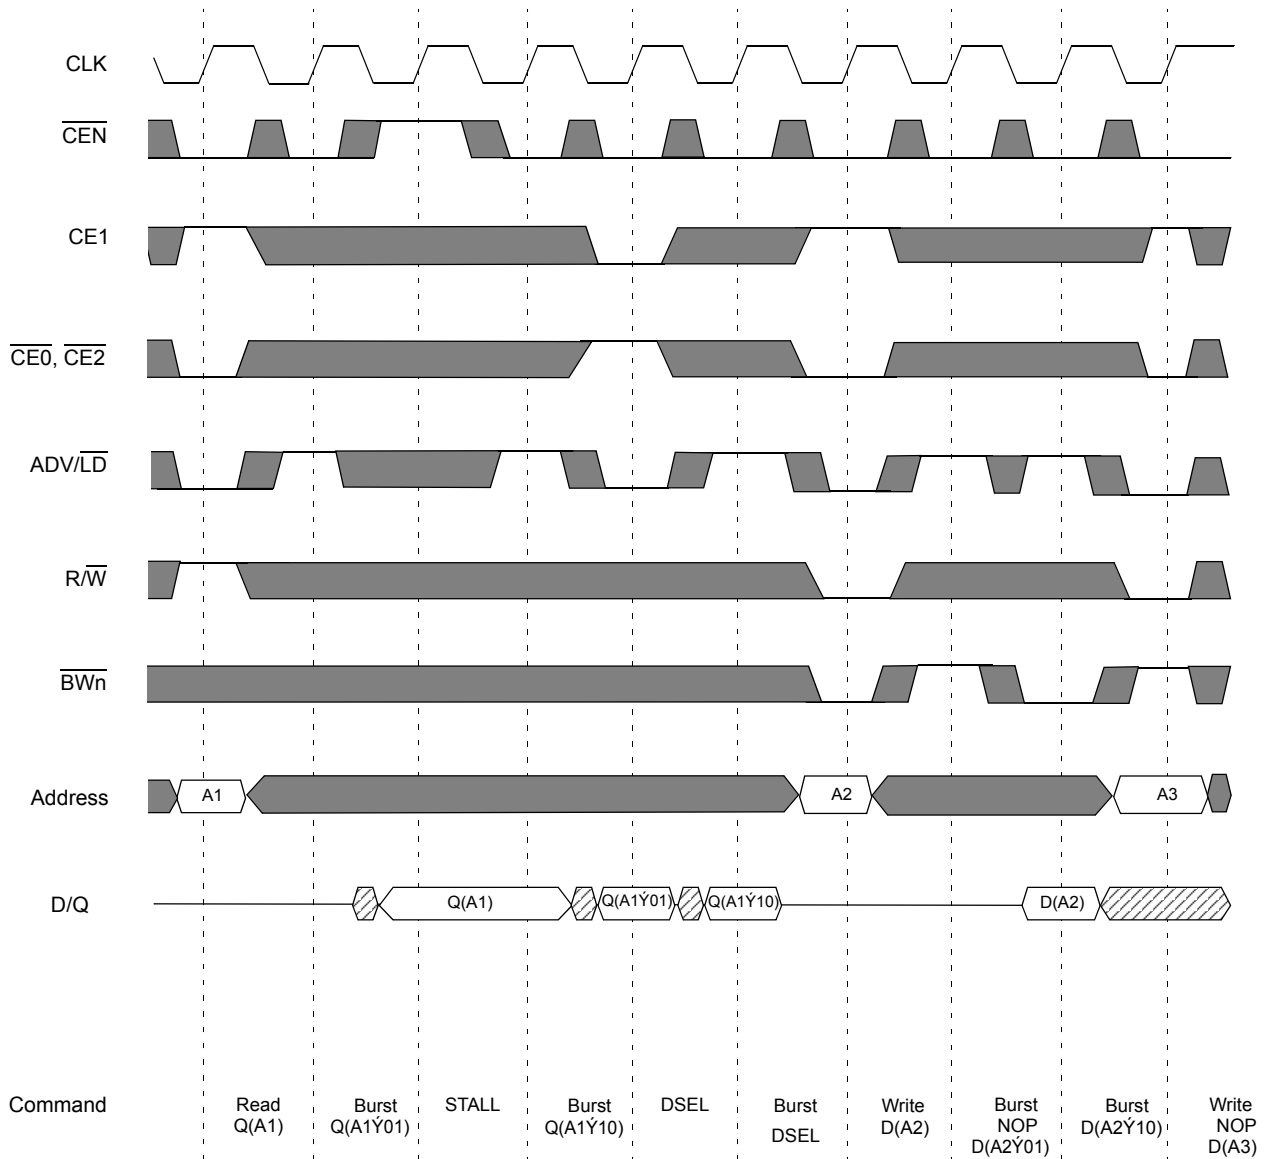 CLK
CEN
CE1
CE0, CE2
ADV/LD
R/W
BWn
Address
A1
A2
A3
D/Q
Q(A1)
Q(A1Ý01)
Q(A1Ý10)
D(A2)
Command
Read
Q(A1)
Burst
Q(A1Ý01)
STALL
Burst
Q(A1Ý10)
DSEL
Burst
DSEL
Write
D(A2)
Burst
NOP
D(A2Ý01)
Burst
D(A2Ý10)
Write
NOP
D(A3)